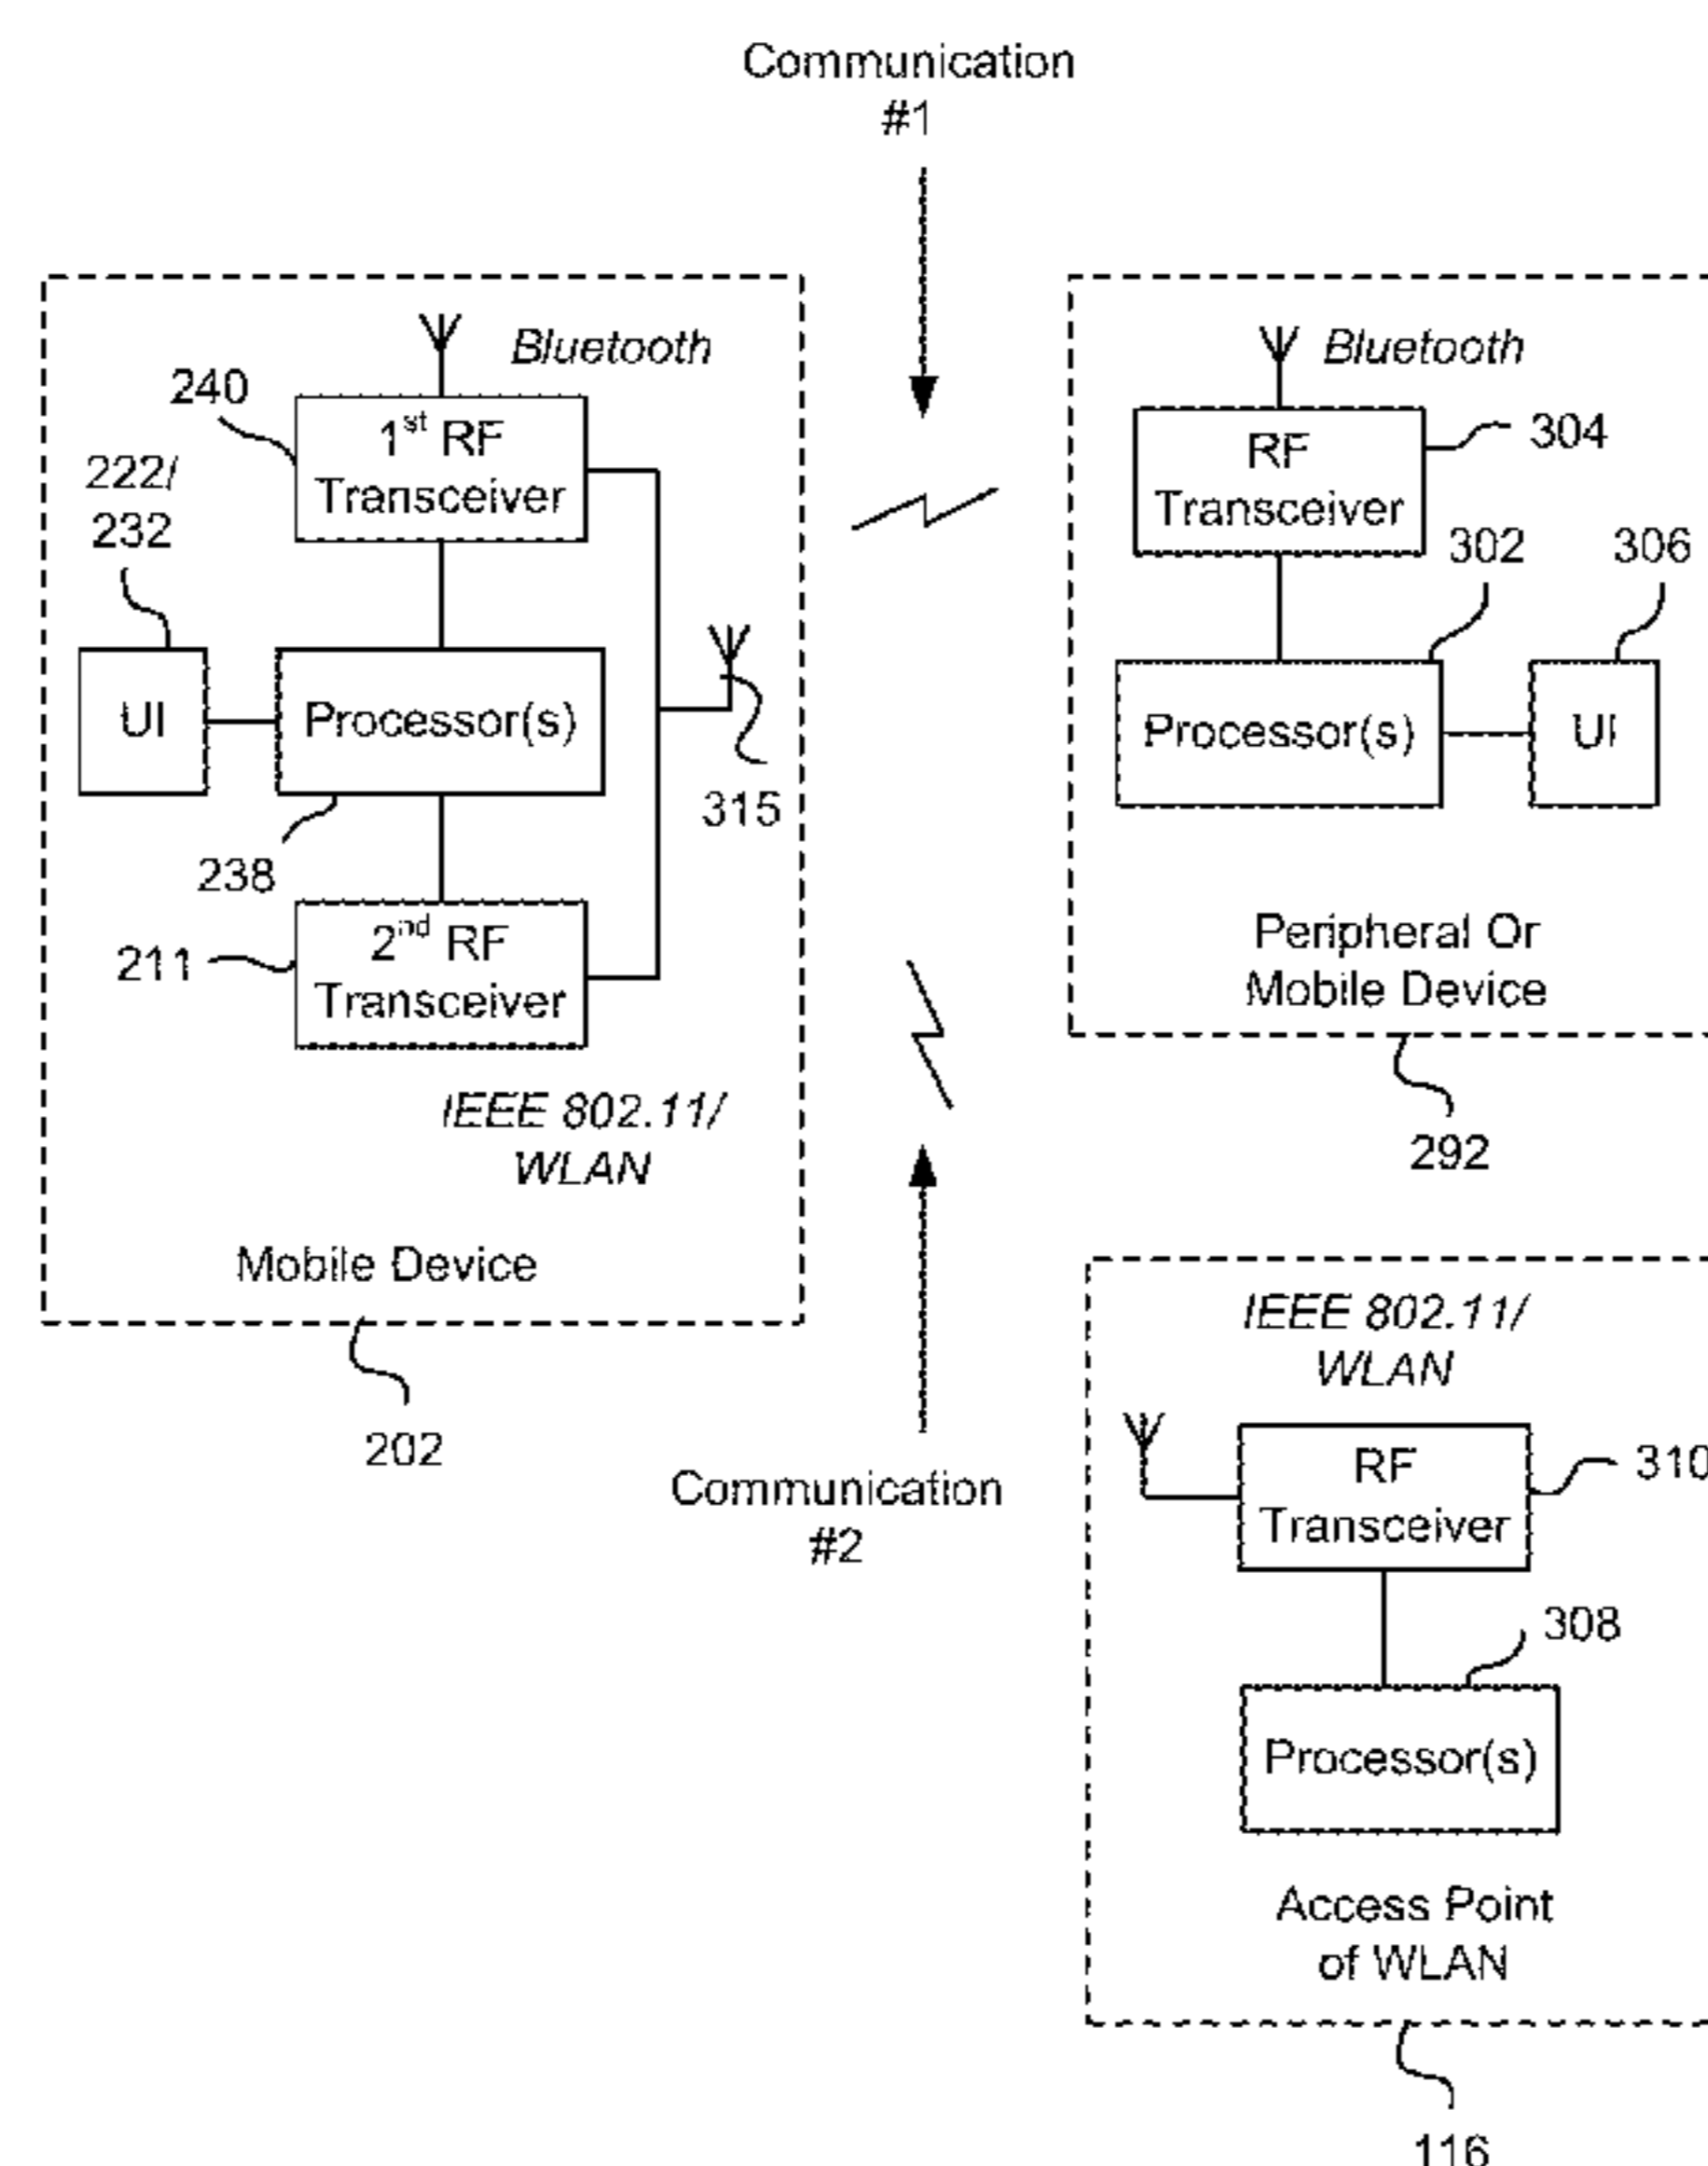 Communication
#1
Bluetooth
240
1st RF
Transceiver
222/
232
UI
Processor(s)
315
238
2nd RF
Transceiver
211
IEEE 802.11/
WLAN
Mobile Device
202
Bluetooth
RF
Transceiver
304
302
306
Processor(s)
UI
Peripheral Or
Mobile Device
292
Communication
#2
IEEE 802.11/
WLAN
RF
Transceiver
310
308
Processor(s)
Access Point
of WLAN
116